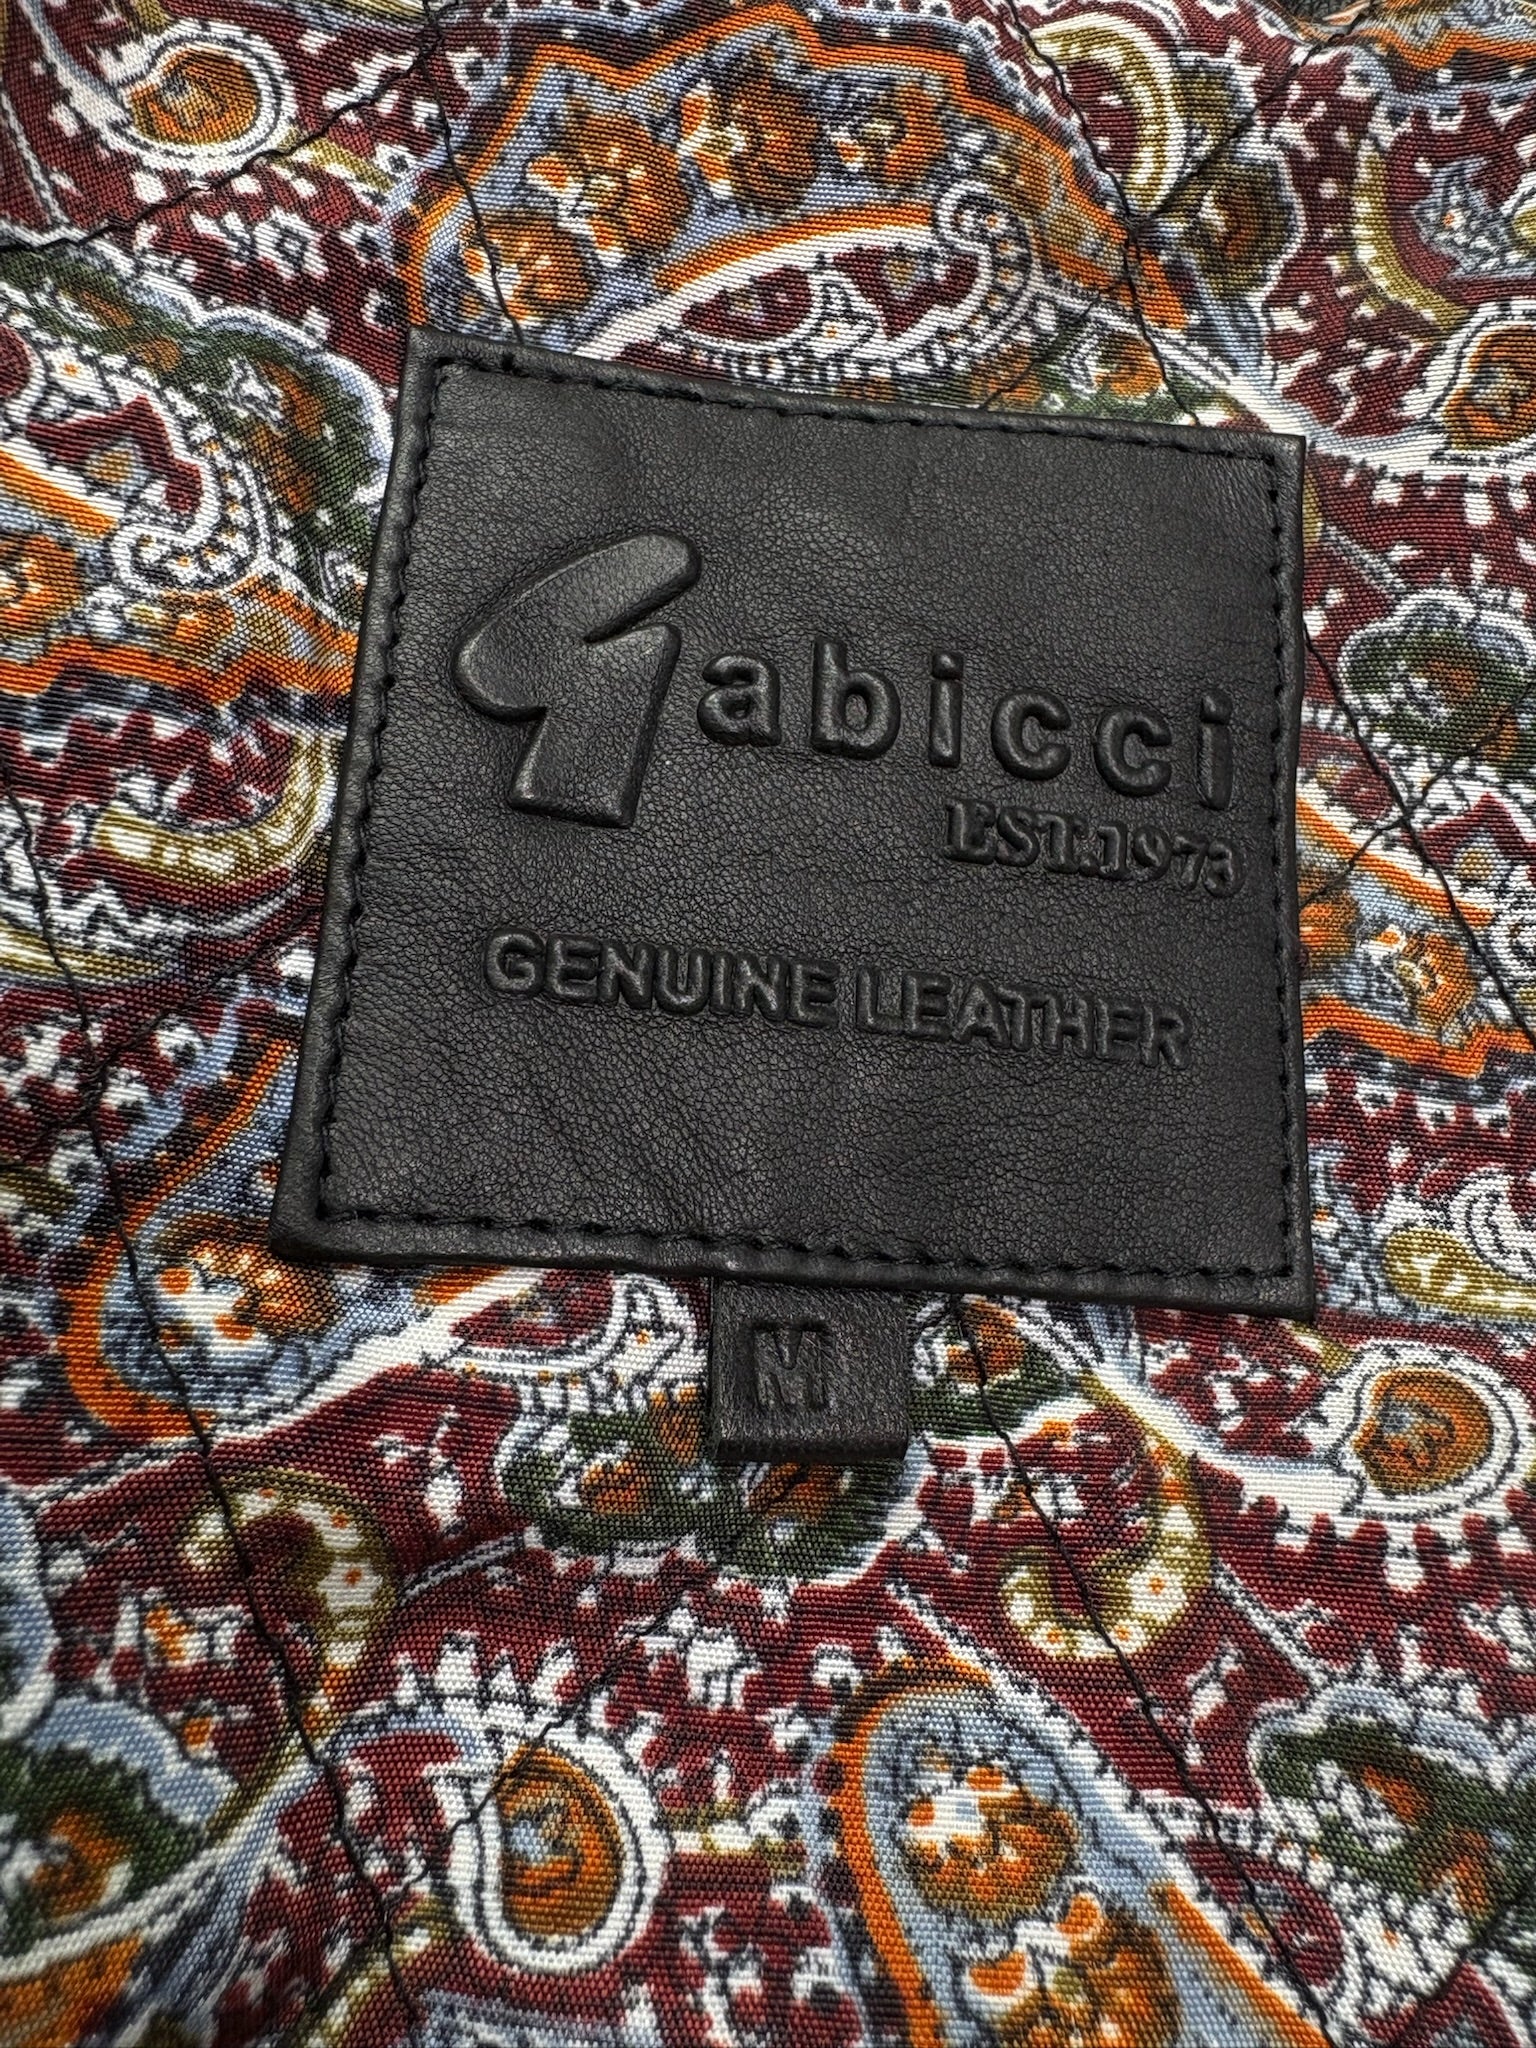 Gabicci
EST.1973
GENUINE LEATHER
M